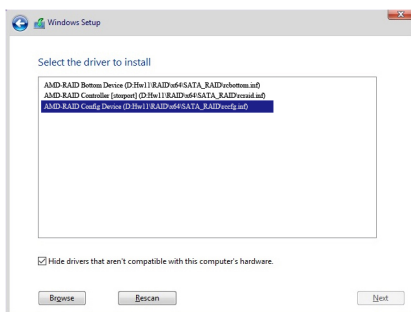 Windows Setup
Select the driver to install
AMD-RAID Bottom Device (D:Hw11\RAID\x64\SATA_RAID\rcbottom.inf)
AMD-RAID Controller [storport] (D:Hw11\RAID\x64\SATA_RAID\rcraid.inf)
AMD-RAID Config Device (D:Hw11\RAID\x64\SATA_RAID\rccfg.inf)
Hide drivers that aren't compatible with this computer's hardware.
Browse
Rescan
Next